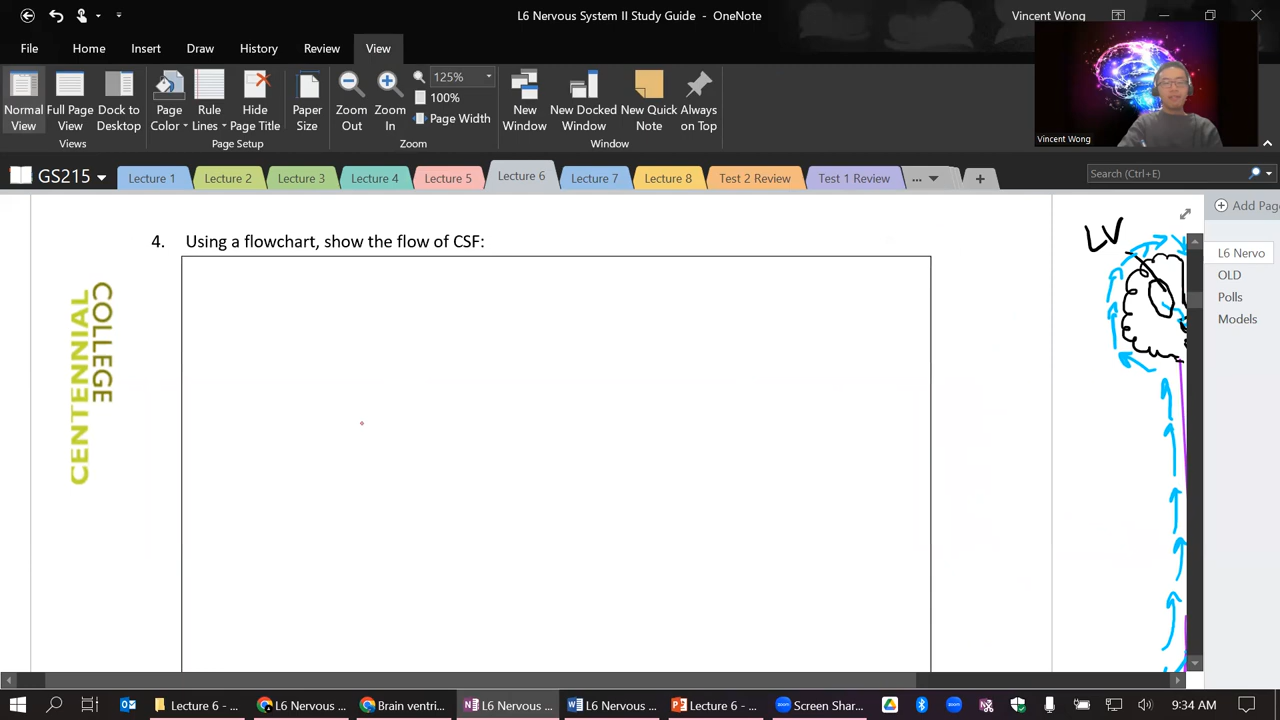 L6 Nervous System II Study Guide - OneNote
Vincent Wong
File Home Insert Draw History Review View
Normal View
Full Page View
Dock to Desktop
Views
Page Color
Rule Lines
Hide Page Title
Paper Size
Page Setup
Zoom Out
Zoom In
125%
100%
Page Width
Zoom
New Window
New Docked Window
New Quick Note
Always on Top
Window
Vincent Wong
GS215
Lecture 1
Lecture 2
Lecture 3
Lecture 4
Lecture 5
Lecture 6
Lecture 7
Lecture 8
Test 2 Review
Test 1 Review
...
Search (Ctrl+E)
4. Using a flowchart, show the flow of CSF:
CENTENNIAL
COLLEGE
LV
Add Pag
L6 Nervo
OLD
Polls
Models
Lecture 6 - ...
L6 Nervous ...
Brain ventri...
L6 Nervous ...
L6 Nervous ...
Lecture 6 - ...
zoom
Screen Shar...
zoom
9:34 AM